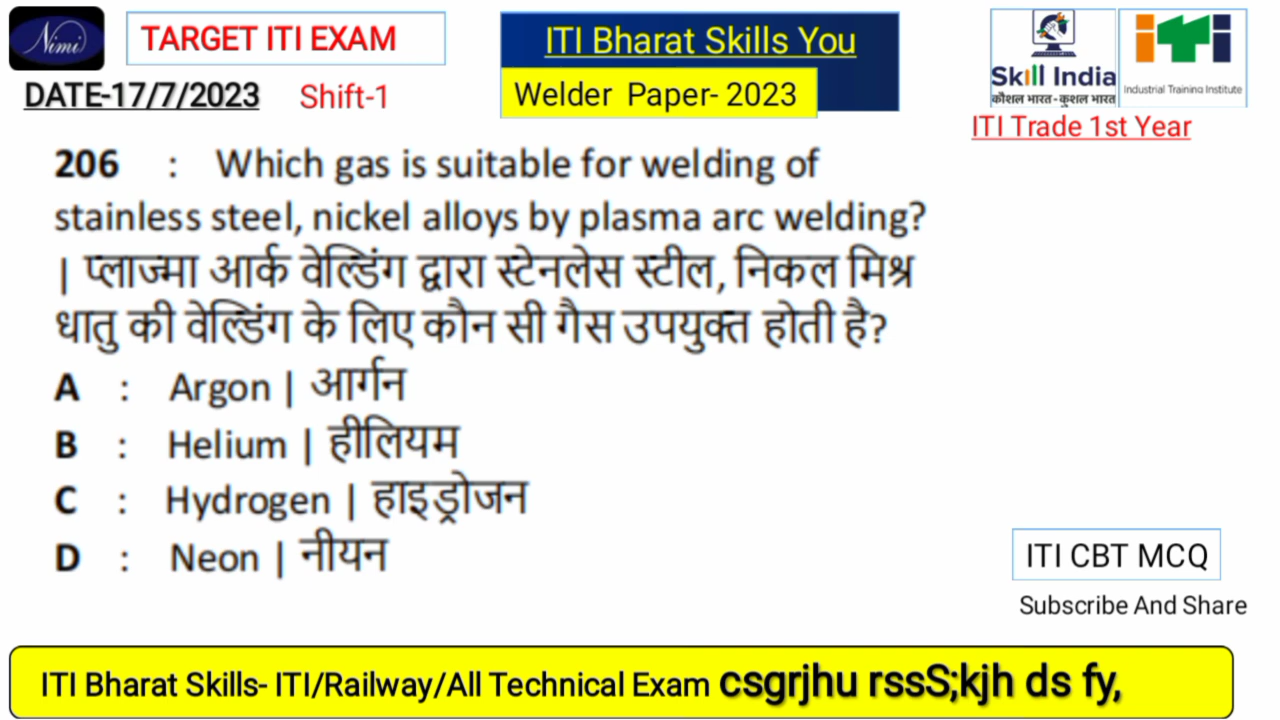 Nimi
TARGET ITI EXAM
ITI Bharat Skills You
Skill India
कौशल भारत-कुशल भारत
iTi
Industrial Training Institute
DATE-17/7/2023
Shift-1
Welder Paper- 2023
ITI Trade 1st Year
206 : Which gas is suitable for welding of
stainless steel, nickel alloys by plasma arc welding?
| प्लाज्मा आर्क वेल्डिंग द्वारा स्टेनलेस स्टील, निकल मिश्र
धातु की वेल्डिंग के लिए कौन सी गैस उपयुक्त होती है?
A : Argon | आर्गन
B : Helium | हीलियम
C : Hydrogen | हाइड्रोजन
D : Neon | नीयन
ITI CBT MCQ
Subscribe And Share
ITI Bharat Skills- ITI/Railway/All Technical Exam csgrjhu rssS;kjh ds fy,